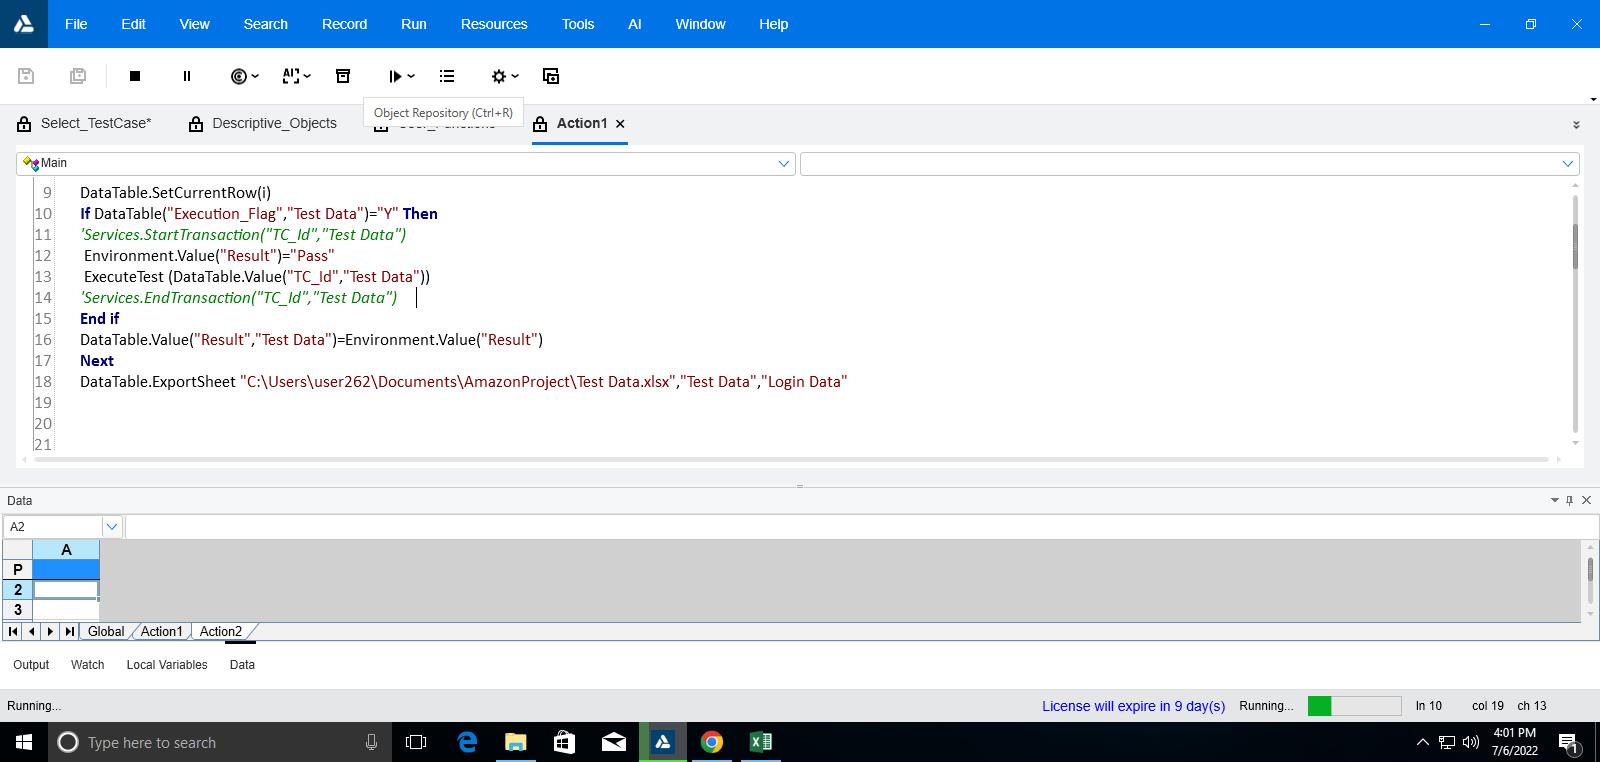 File Edit View Search Record Run Resources Tools AI Window Help
AI
Object Repository (Ctrl+R)
Select_TestCase* Descriptive_Objects Action1
Main
9 DataTable.SetCurrentRow(i)
10 If DataTable("Execution_Flag","Test Data")="Y" Then
11 'Services.StartTransaction("TC_Id","Test Data")
12 Environment.Value("Result")="Pass"
13 ExecuteTest (DataTable.Value("TC_Id","Test Data"))
14 'Services.EndTransaction("TC_Id","Test Data")
15 End if
16 DataTable.Value("Result","Test Data")=Environment.Value("Result")
17 Next
18 DataTable.ExportSheet "C:\Users\user262\Documents\AmazonProject\Test Data.xlsx","Test Data","Login Data"
19
20
21
Data
A2
A
P
2
3
Global Action1 Action2
Output Watch Local Variables Data
Running... License will expire in 9 day(s) Running... ln 10 col 19 ch 13
Type here to search
4:01 PM
7/6/2022
1